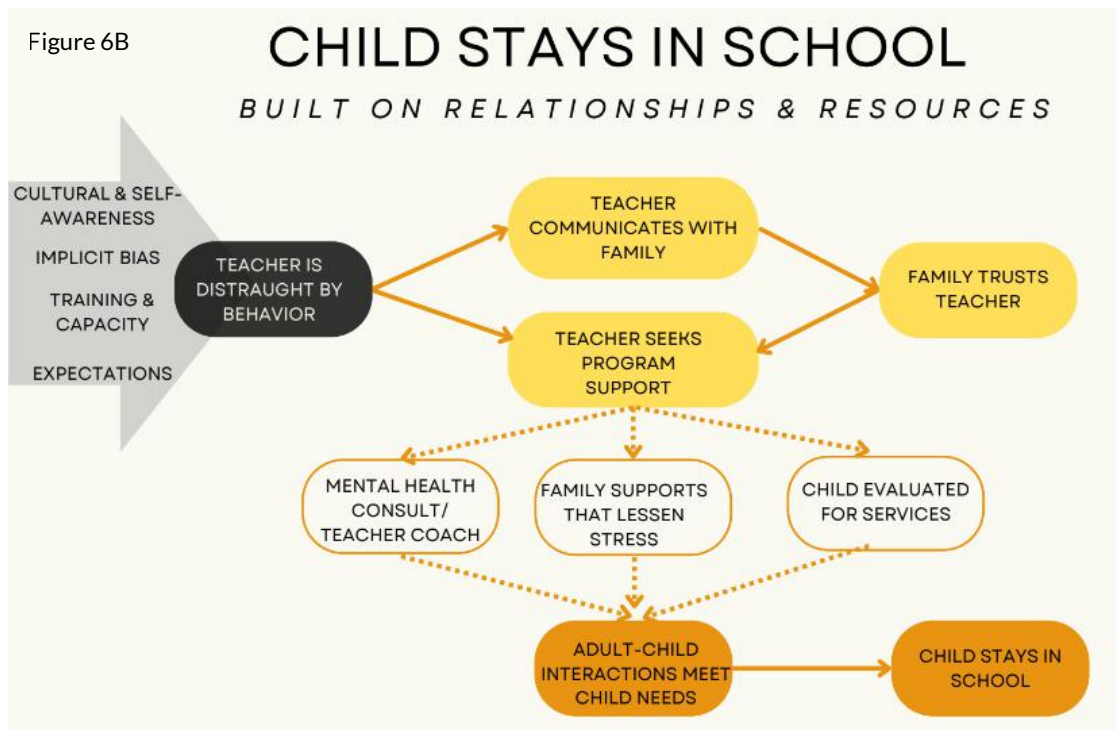 Figure 6B
CHILD STAYS IN SCHOOL
BUILT ON RELATIONSHIPS & RESOURCES
CULTURAL & SELF-
AWARENESS
IMPLICIT BIAS
TRAINING &
CAPACITY
EXPECTATIONS
TEACHER IS
DISTRAUGHT BY
BEHAVIOR
TEACHER
COMMUNICATES WITH
FAMILY
FAMILY TRUSTS
TEACHER
TEACHER SEEKS
PROGRAM
SUPPORT
MENTAL HEALTH
CONSULT/
TEACHER COACH
FAMILY SUPPORTS
THAT LESSEN
STRESS
CHILD EVALUATED
FOR SERVICES
ADULT-CHILD
INTERACTIONS MEET
CHILD NEEDS
CHILD STAYS IN
SCHOOL